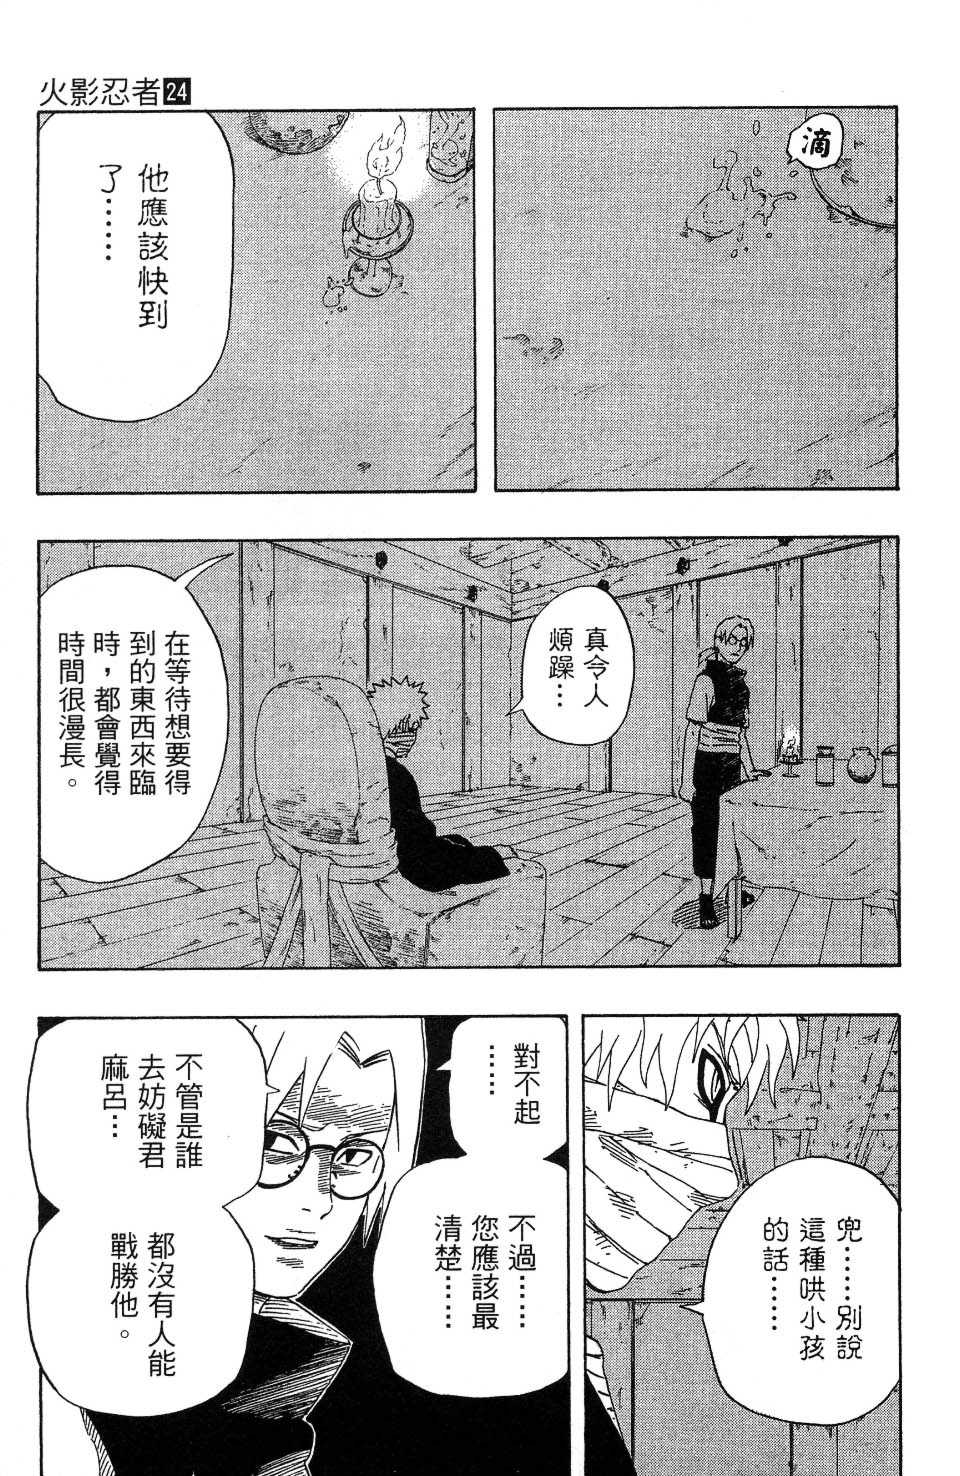 火影忍者24
滴
他應該快到
了……
真令人
煩躁…
在等待想要得
到的東西來臨
時，都會覺得
時間很漫長。
兜……別說
這種哄小孩
的話……
對不起
……
不過……
您應該最
清楚……
不管是誰
去妨礙君
麻呂…
都沒有人能
戰勝他。